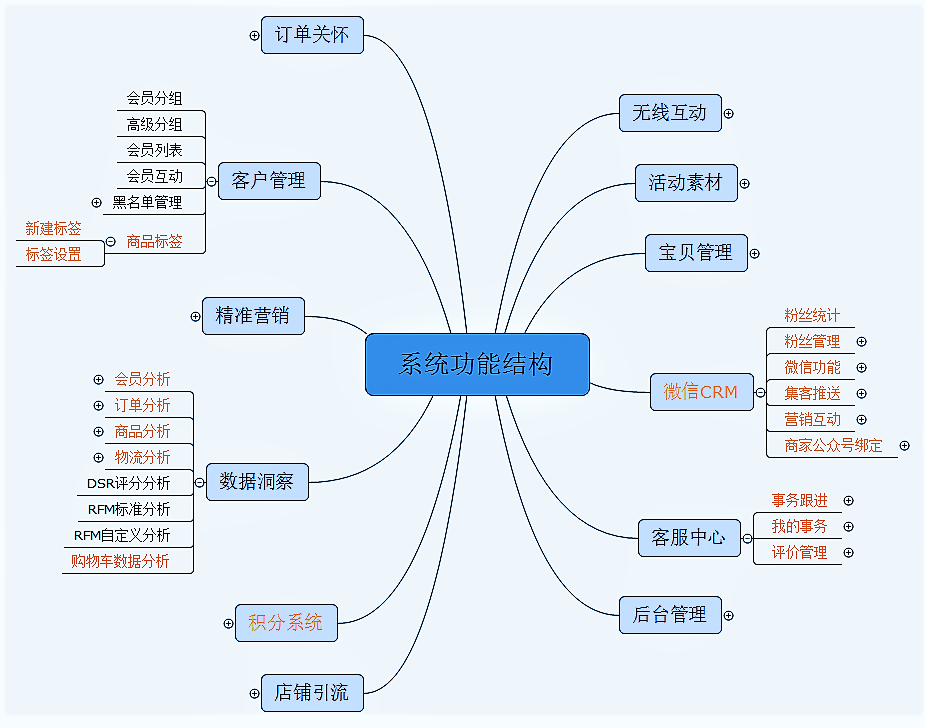 订单关怀
会员分组
高级分组
会员列表
会员互动
黑名单管理
客户管理
新建标签
标签设置
商品标签
精准营销
会员分析
订单分析
商品分析
物流分析
DSR评分分析
RFM标准分析
RFM自定义分析
购物车数据分析
数据洞察
积分系统
店铺引流
系统功能结构
无线互动
活动素材
宝贝管理
微信CRM
粉丝统计
粉丝管理
微信功能
集客推送
营销互动
商家公众号绑定
客服中心
事务跟进
我的事务
评价管理
后台管理